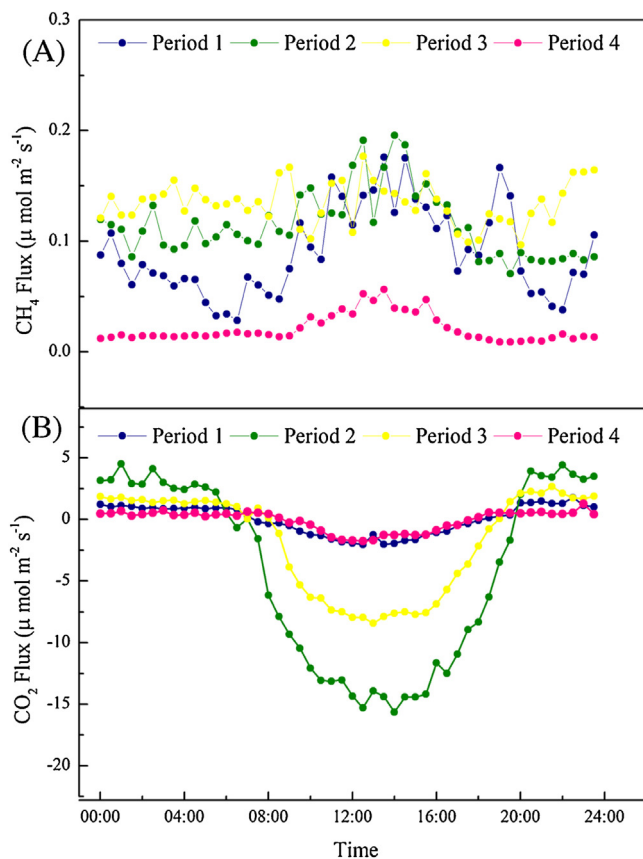 (A)
Period 1 Period 2 Period 3 Period 4
0.3
0.2
0.1
0.0
CH₄ Flux (μ mol m⁻² s⁻¹)
(B)
Period 1 Period 2 Period 3 Period 4
5
0
-5
-10
-15
-20
CO₂ Flux (μ mol m⁻² s⁻¹)
00:00 04:00 08:00 12:00 16:00 20:00 24:00
Time